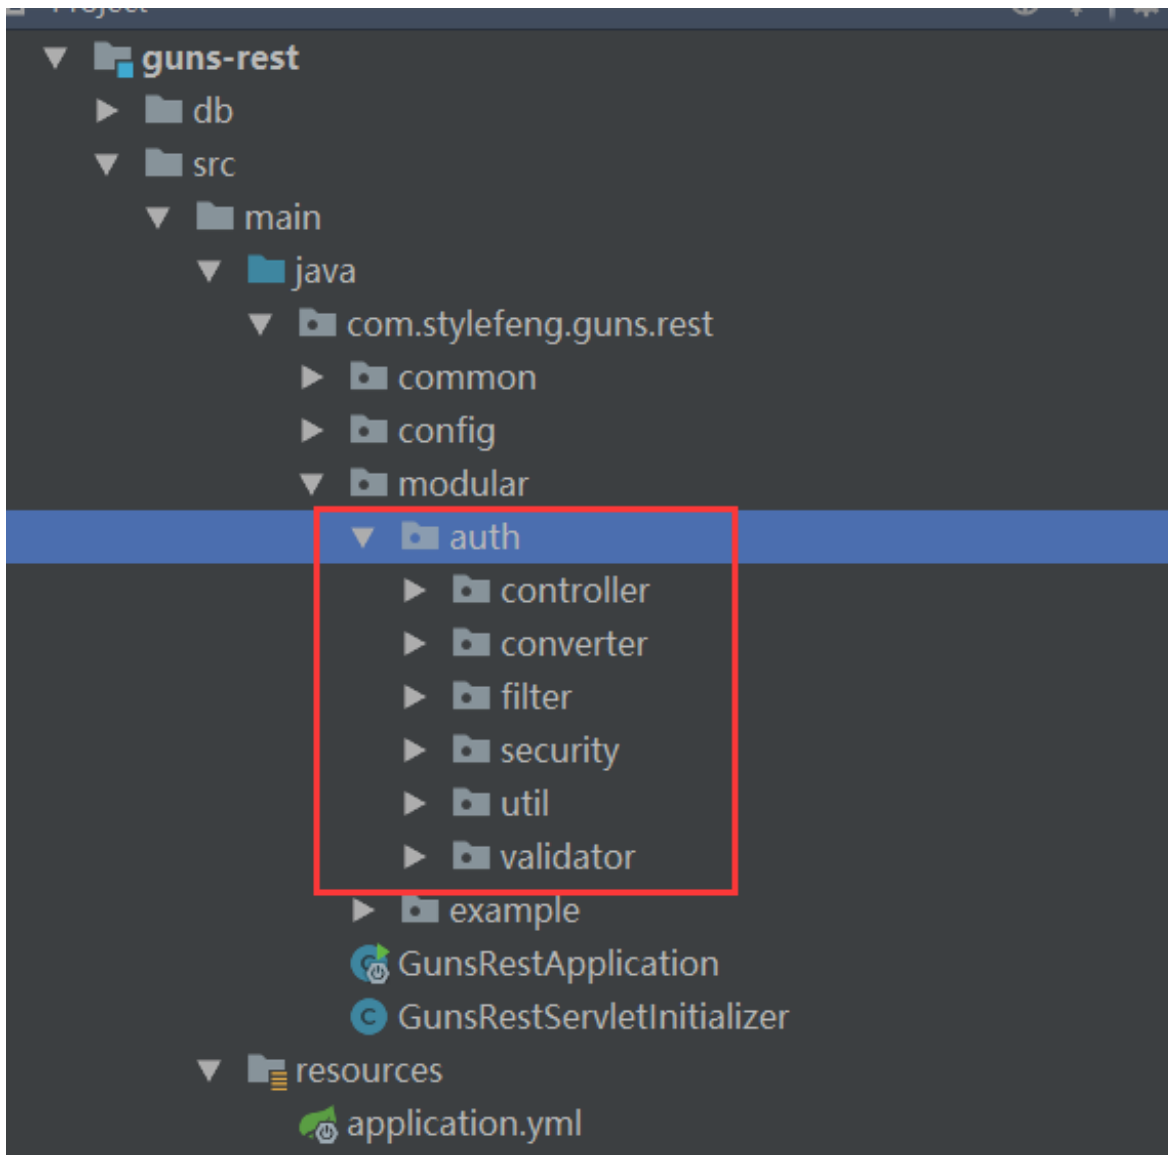 Project
guns-rest
db
src
main
java
com.stylefeng.guns.rest
common
config
modular
auth
controller
converter
filter
security
util
validator
example
GunsRestApplication
GunsRestServletInitializer
resources
application.yml